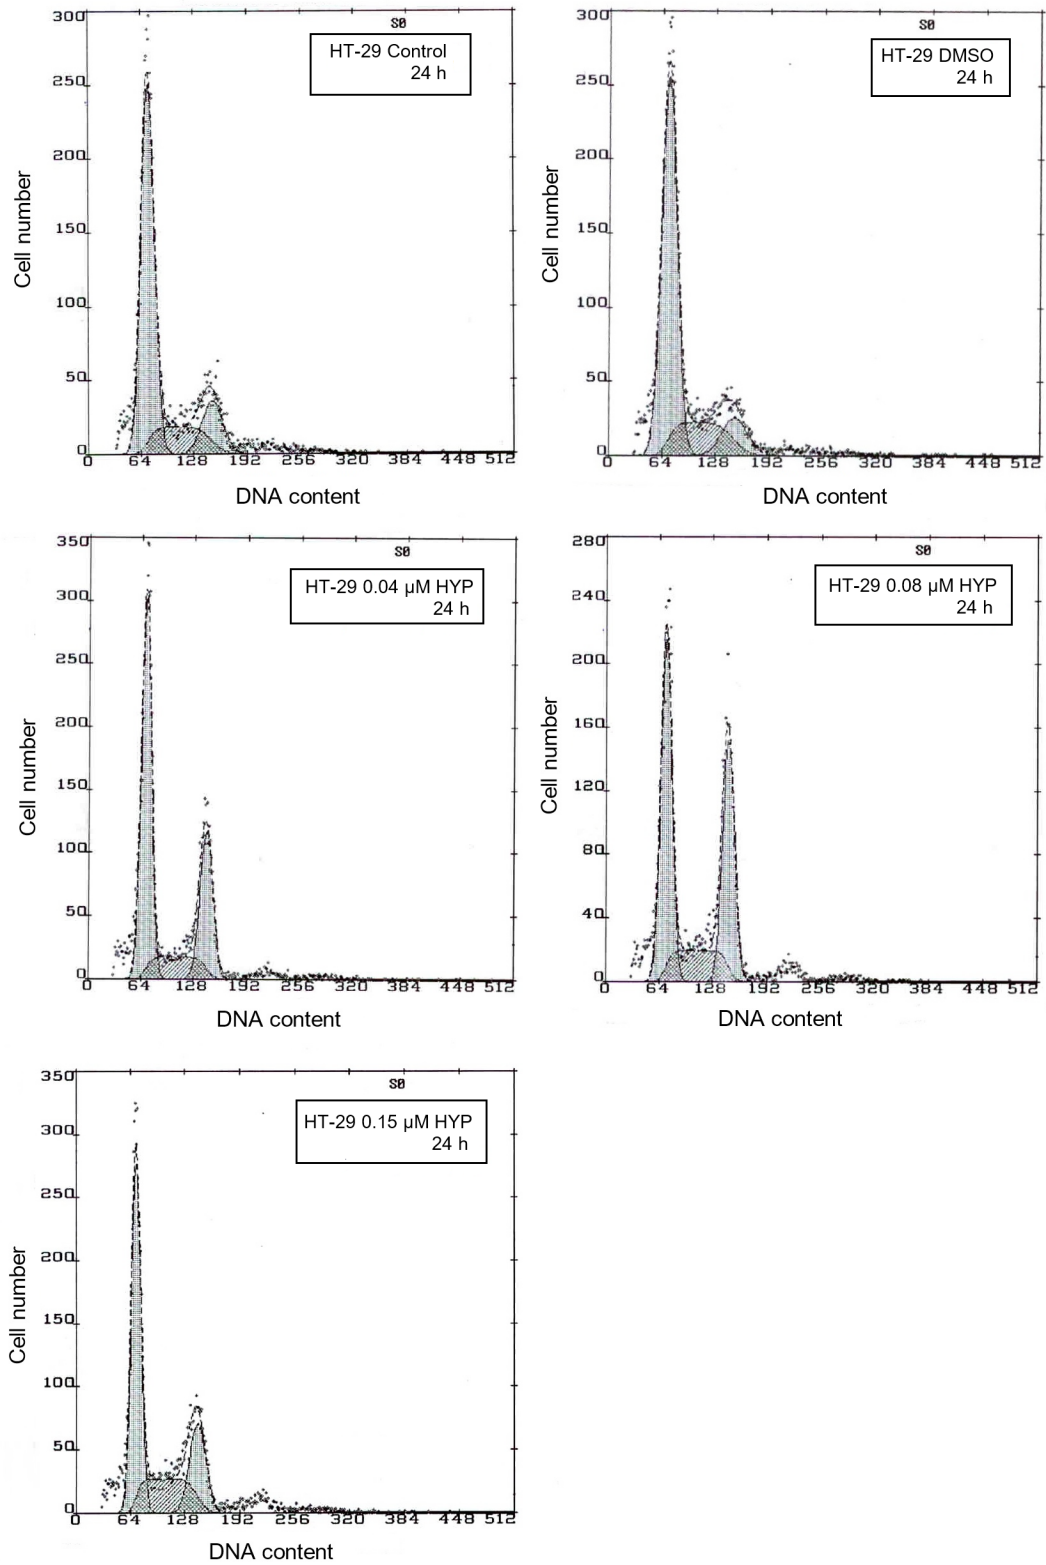 300
250
200
150
100
50
0
S0
HT-29 Control
24 h
Cell number
0 64 128 192 256 320 384 448 512
DNA content
300
250
200
150
100
50
0
S0
HT-29 DMSO
24 h
Cell number
0 64 128 192 256 320 384 448 512
DNA content
350
300
250
200
150
100
50
0
S0
HT-29 0.04 µM HYP
24 h
Cell number
0 64 128 192 256 320 384 448 512
DNA content
280
240
200
160
120
80
40
0
S0
HT-29 0.08 µM HYP
24 h
Cell number
0 64 128 192 256 320 384 448 512
DNA content
350
300
250
200
150
100
50
0
S0
HT-29 0.15 µM HYP
24 h
Cell number
0 64 128 192 256 320 384 448 512
DNA content